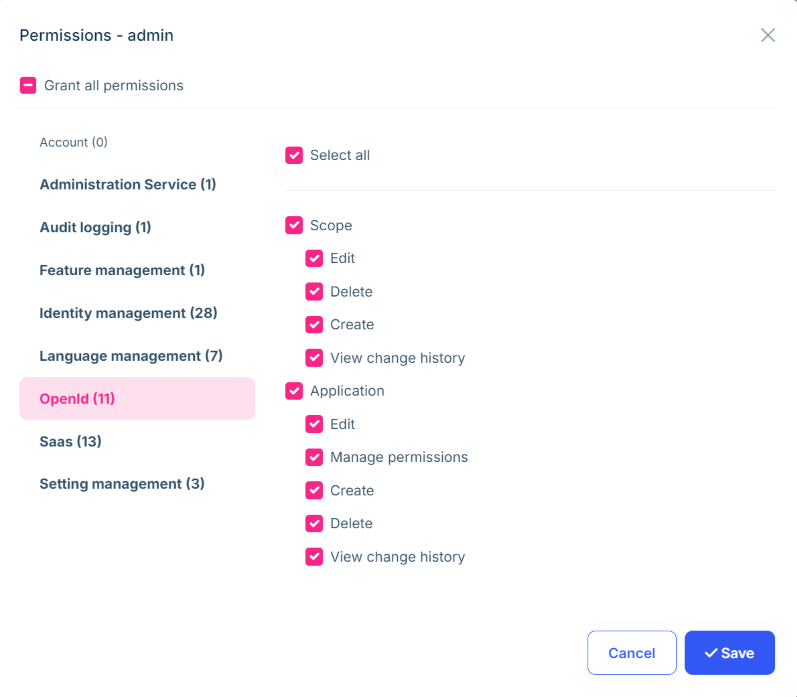 Permissions - admin
Grant all permissions
Account (0)
Administration Service (1)
Audit logging (1)
Feature management (1)
Identity management (28)
Language management (7)
OpenId (11)
Saas (13)
Setting management (3)
Select all
Scope
Edit
Delete
Create
View change history
Application
Edit
Manage permissions
Create
Delete
View change history
Cancel
Save